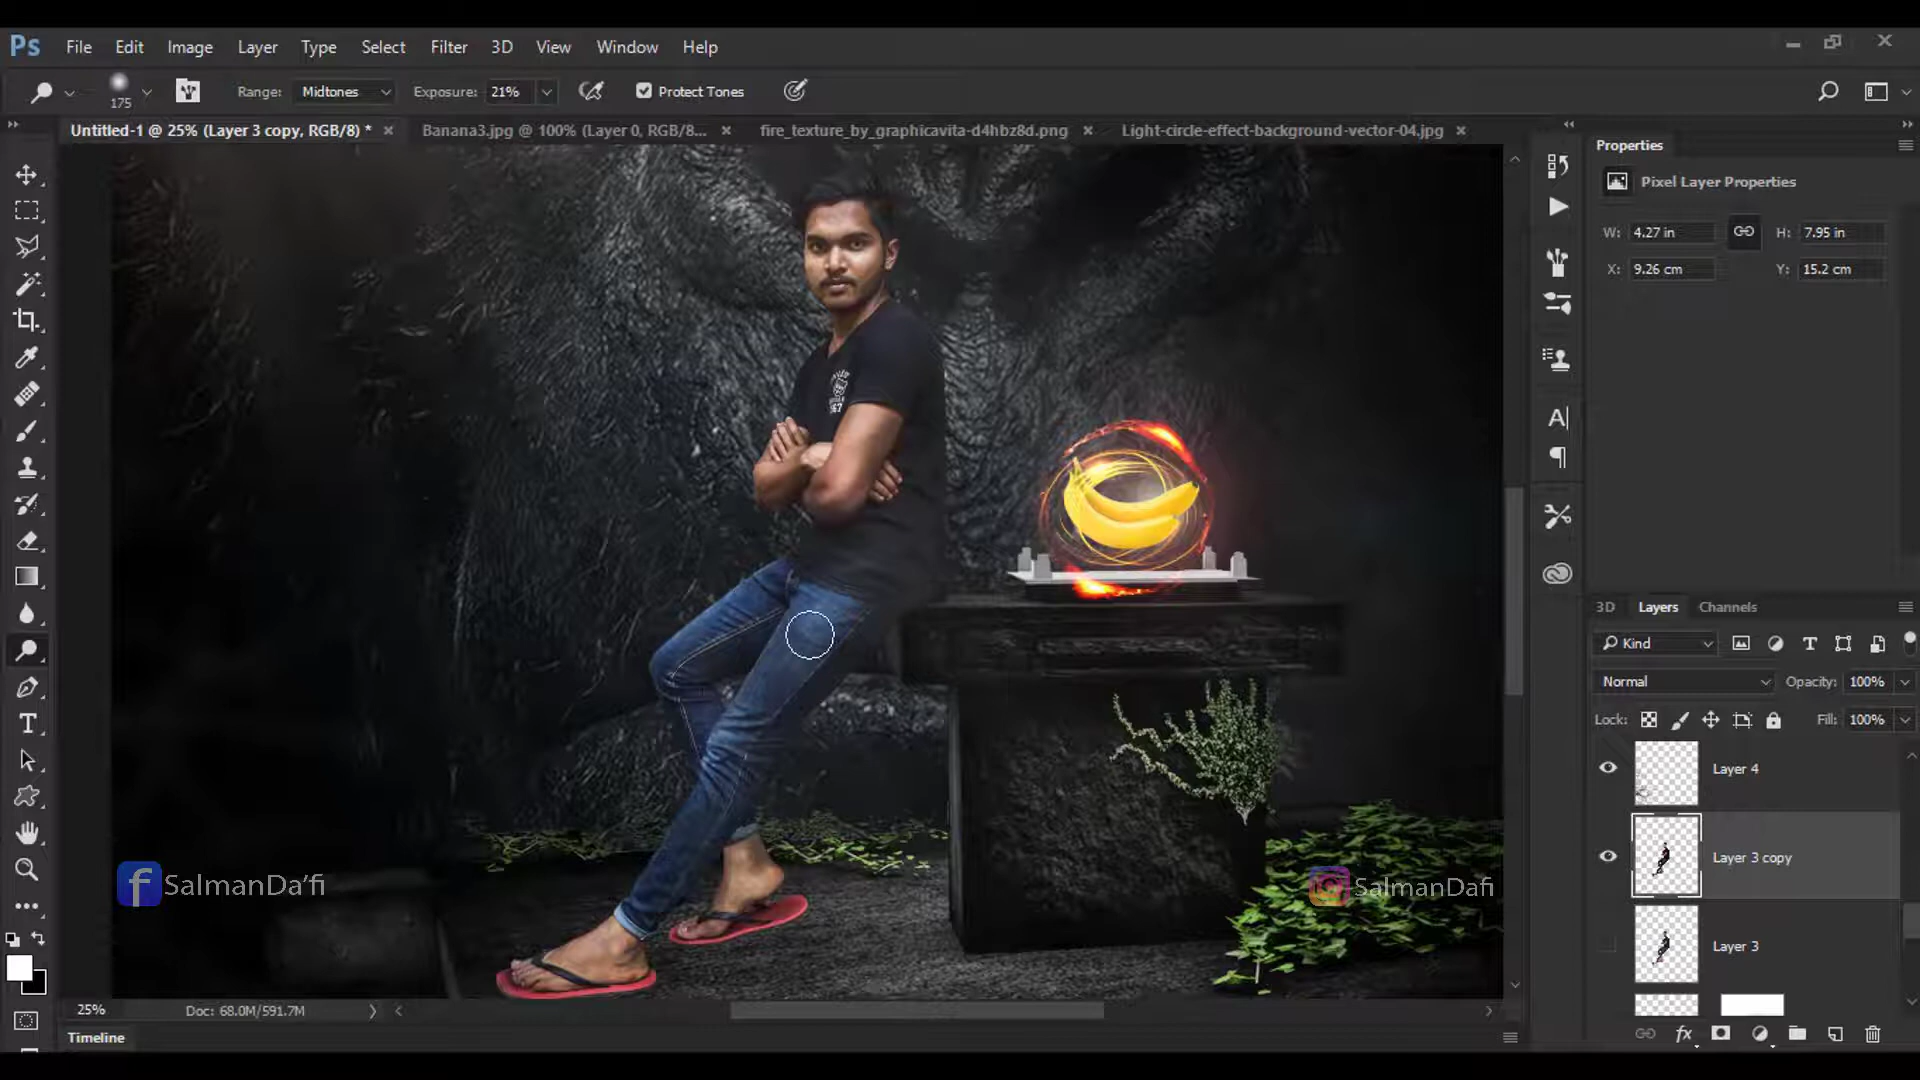 Ps File Edit Image Layer Type Select Filter 3D View Window Help
175 Range: Midtones Exposure: 21% Protect Tones
Untitled-1 @ 25% (Layer 3 copy, RGB/8) * Banana3.jpg @ 100% (Layer 0, RGB/8... fire_texture_by_graphicavita-d4hbz8d.png Light-circle-effect-background-vector-04.jpg
Properties
Pixel Layer Properties
W: 4.27 in H: 7.95 in
X: 9.26 cm Y: 15.2 cm
3D Layers Channels
Kind
Normal Opacity: 100%
Lock: Fill: 100%
Layer 4
Layer 3 copy
Layer 3
SalmanDa'fi
SalmanDafi
25% Doc: 68.0M/591.7M
Timeline